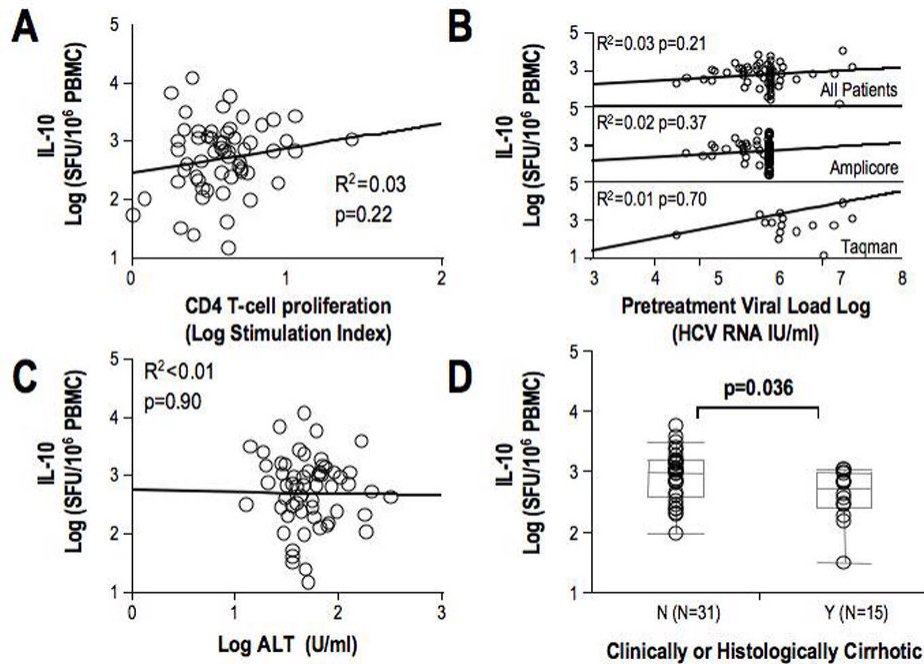 A
5
4
3
2
1
IL-10
Log (SFU/10⁶ PBMC)
R²=0.03
p=0.22
0
1
2
CD4 T-cell proliferation
(Log Stimulation Index)
B
5
3
5
3
5
3
1
IL-10
Log (SFU/10⁶ PBMC)
R²=0.03 p=0.21
All Patients
R²=0.02 p=0.37
Amplicore
R²=0.01 p=0.70
Taqman
3
4
5
6
7
8
Pretreatment Viral Load Log
(HCV RNA IU/ml)
C
5
4
3
2
1
IL-10
Log (SFU/10⁶ PBMC)
R²<0.01
p=0.90
0
1
2
3
Log ALT (U/ml)
D
5
4
3
2
1
IL-10
Log (SFU/10⁶ PBMC)
p=0.036
N (N=31)
Y (N=15)
Clinically or Histologically Cirrhotic